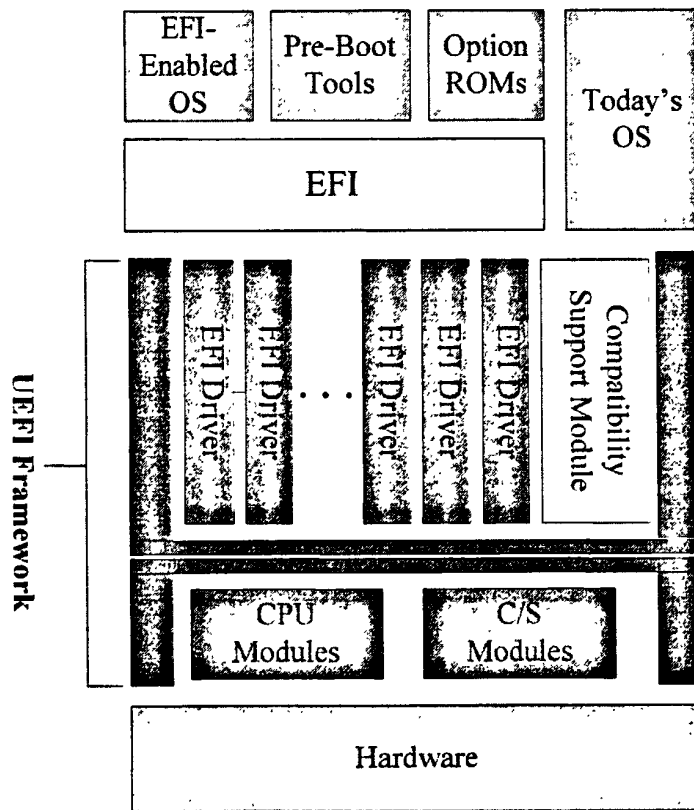 EFI-
Enabled
OS
Pre-Boot
Tools
Option
ROMs
Today's
OS
EFI
UEFI Framework
EFI Driver
EFI Driver
. . .
EFI Driver
EFI Driver
EFI Driver
Compatibility
Support Module
CPU
Modules
C/S
Modules
Hardware